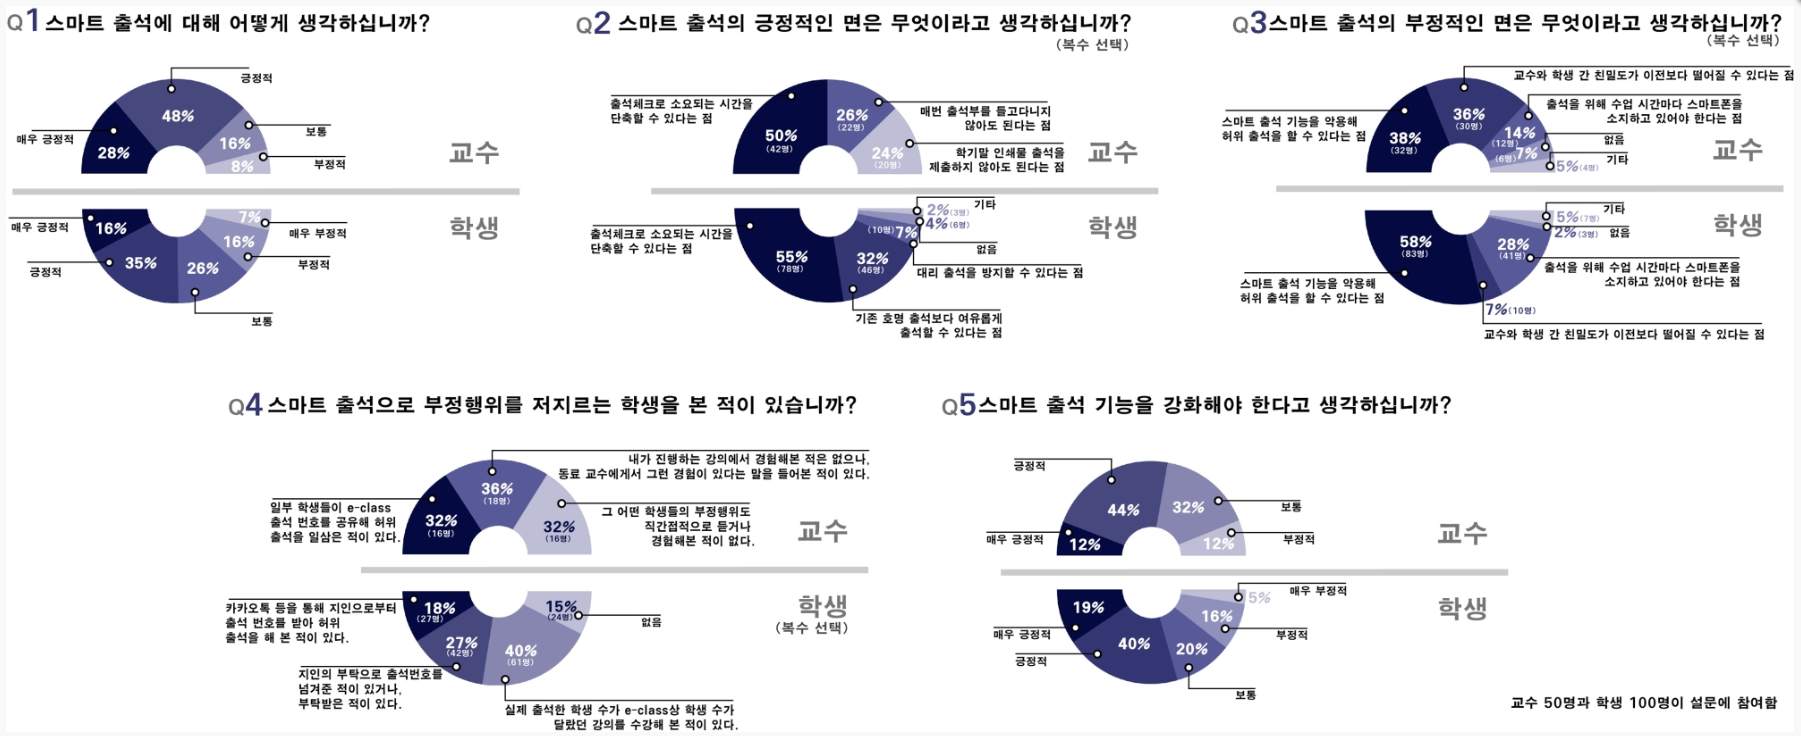 Q1 스마트 출석에 대해 어떻게 생각하십니까?
긍정적
48%
매우 긍정적
28%
보통
16%
부정적
8%
교수
학생
매우 긍정적
16%
긍정적
35%
26%
보통
16%
부정적
7%
매우 부정적
Q2 스마트 출석의 긍정적인 면은 무엇이라고 생각하십니까?
(복수 선택)
출석체크로 소요되는 시간을
단축할 수 있다는 점
50%
(42명)
26%
(22명)
매번 출석부를 들고다니지
않아도 된다는 점
24%
(20명)
학기말 인쇄물 출석을
제출하지 않아도 된다는 점
교수
학생
출석체크로 소요되는 시간을
단축할 수 있다는 점
55%
(78명)
32%
(46명)
기존 호명 출석보다 여유롭게
출석할 수 있다는 점
(10명) 7%
대리 출석을 방지할 수 있다는 점
4% (6명)
없음
2% (3명)
기타
Q3 스마트 출석의 부정적인 면은 무엇이라고 생각하십니까?
(복수 선택)
교수와 학생 간 친밀도가 이전보다 떨어질 수 있다는 점
36%
(30명)
스마트 출석 기능을 악용해
허위 출석을 할 수 있다는 점
38%
(32명)
출석을 위해 수업 시간마다 스마트폰을
소지하고 있어야 한다는 점
14%
(12명)
없음
(6명) 7%
기타
5% (4명)
교수
학생
58%
(83명)
스마트 출석 기능을 악용해
허위 출석을 할 수 있다는 점
5% (7명)
기타
2% (3명)
없음
28%
(41명)
출석을 위해 수업 시간마다 스마트폰을
소지하고 있어야 한다는 점
7% (10명)
교수와 학생 간 친밀도가 이전보다 떨어질 수 있다는 점
Q4 스마트 출석으로 부정행위를 저지르는 학생을 본 적이 있습니까?
내가 진행하는 강의에서 경험해본 적은 없으나,
동료 교수에게서 그런 경험이 있다는 말을 들어본 적이 있다.
36%
(18명)
일부 학생들이 e-class
출석 번호를 공유해 허위
출석을 일삼은 적이 있다.
32%
(16명)
그 어떤 학생들의 부정행위도
직간접적으로 듣거나
경험해본 적이 없다.
32%
(16명)
교수
학생
(복수 선택)
카카오톡 등을 통해 지인으로부터
출석 번호를 받아 허위
출석을 해 본 적이 있다.
18%
(27명)
27%
(42명)
지인의 부탁으로 출석번호를
넘겨준 적이 있거나,
부탁받은 적이 있다.
40%
(61명)
실제 출석한 학생 수가 e-class상 학생 수가
달랐던 강의를 수강해 본 적이 있다.
15%
(24명)
없음
Q5 스마트 출석 기능을 강화해야 한다고 생각하십니까?
긍정적
44%
32%
보통
매우 긍정적
12%
12%
부정적
교수
학생
19%
매우 긍정적
40%
긍정적
20%
보통
16%
부정적
5%
매우 부정적
교수 50명과 학생 100명이 설문에 참여함